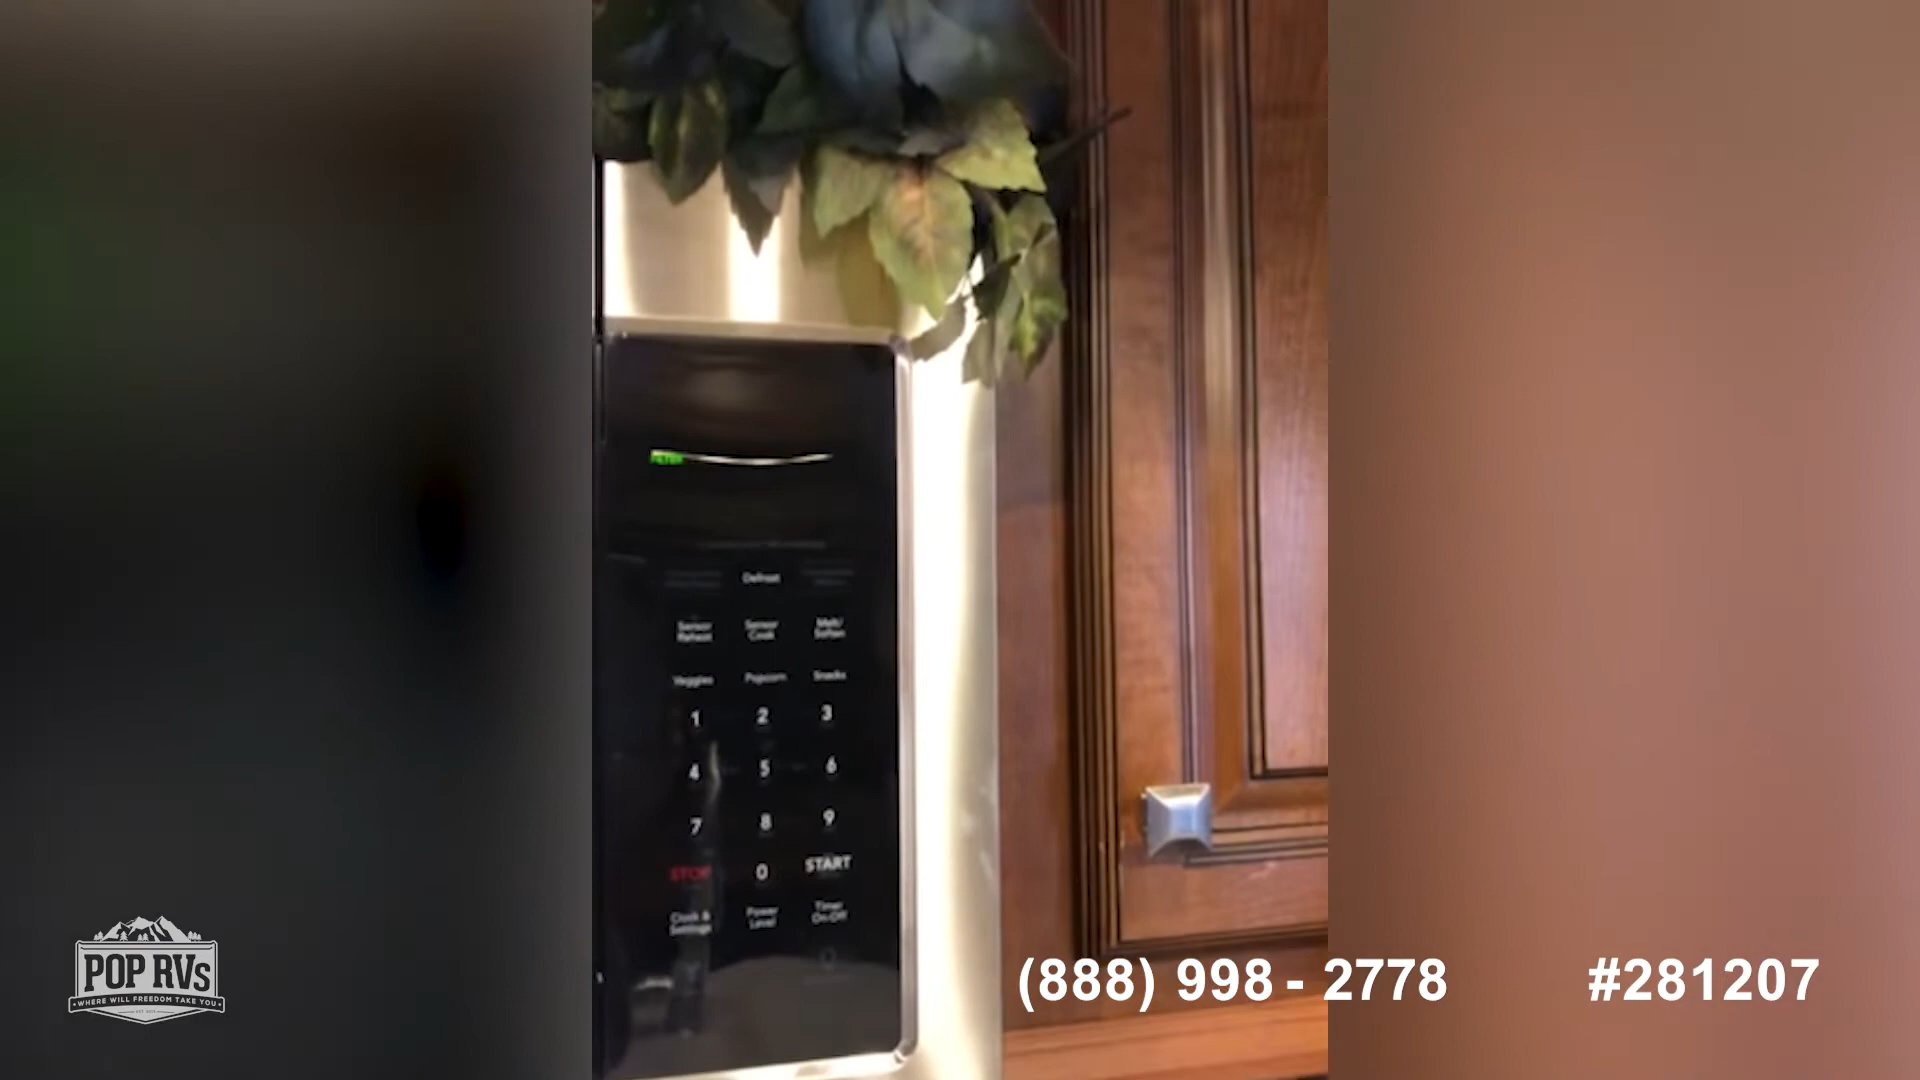 FILTER
Defrost
Sensor Reheat
Sensor Cook
Melt/ Soften
Veggies Popcorn Snacks
1 2 3
4 5 6
7 8 9
STOP 0 START
Clock & Settings
Power Level
Timer On-Off
POP RVs
WHERE WILL FREEDOM TAKE YOU
(888) 998 - 2778 #281207